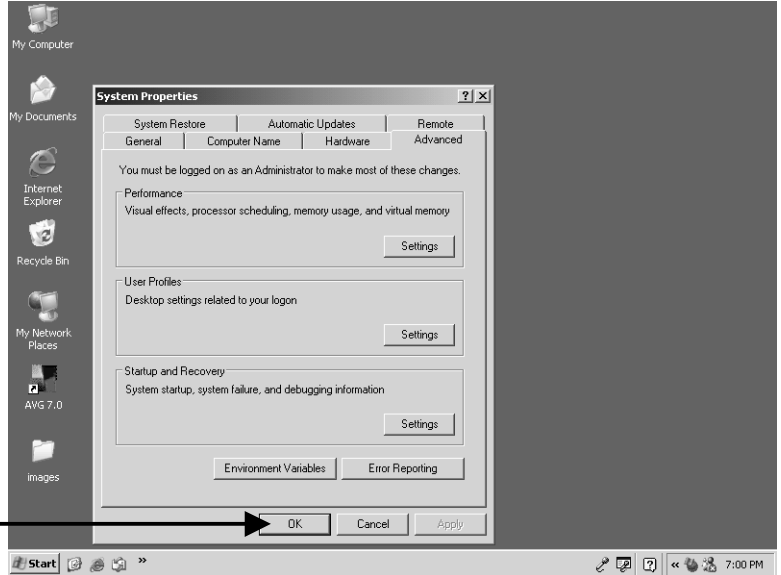 My Computer
My Documents
Internet
Explorer
Recycle Bin
My Network
Places
AVG 7.0
images
System Properties
System Restore
Automatic Updates
Remote
General
Computer Name
Hardware
Advanced
You must be logged on as an Administrator to make most of these changes.
Performance
Visual effects, processor scheduling, memory usage, and virtual memory
Settings
User Profiles
Desktop settings related to your logon
Settings
Startup and Recovery
System startup, system failure, and debugging information
Settings
Environment Variables
Error Reporting
OK
Cancel
Apply
Start
7:00 PM